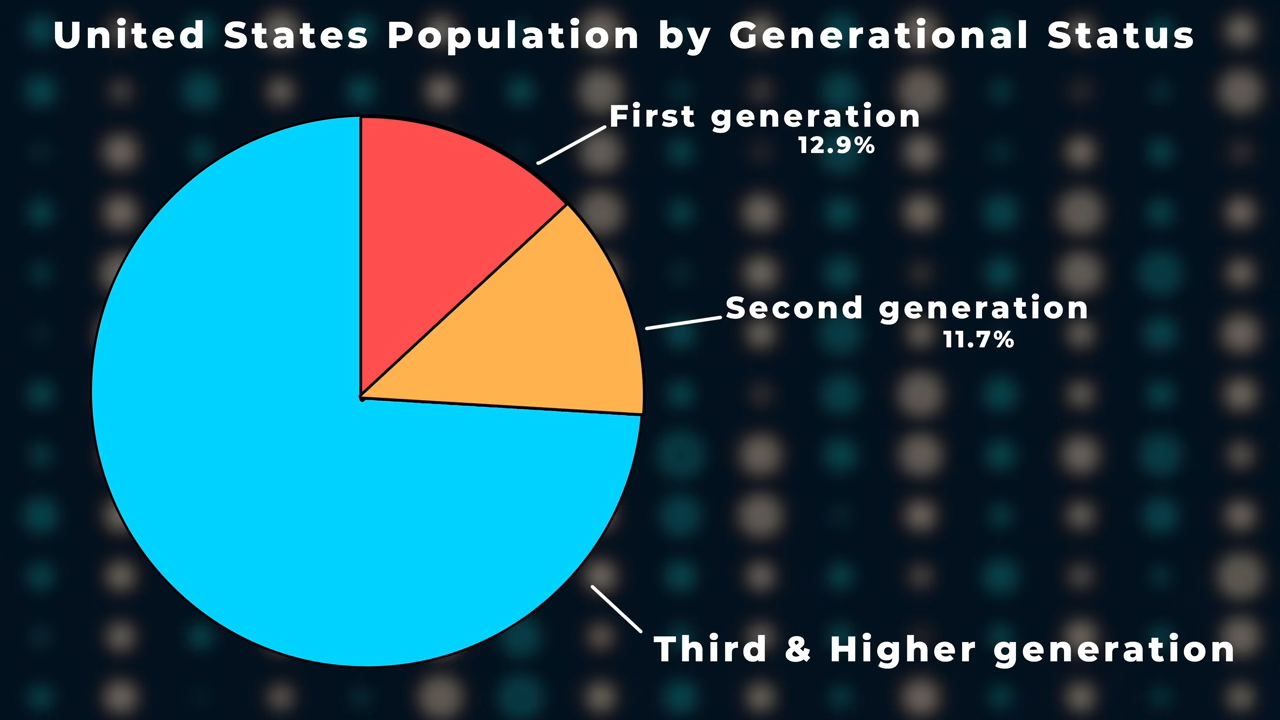 United States Population by Generational Status
First generation
12.9%
Second generation
11.7%
Third & Higher generation